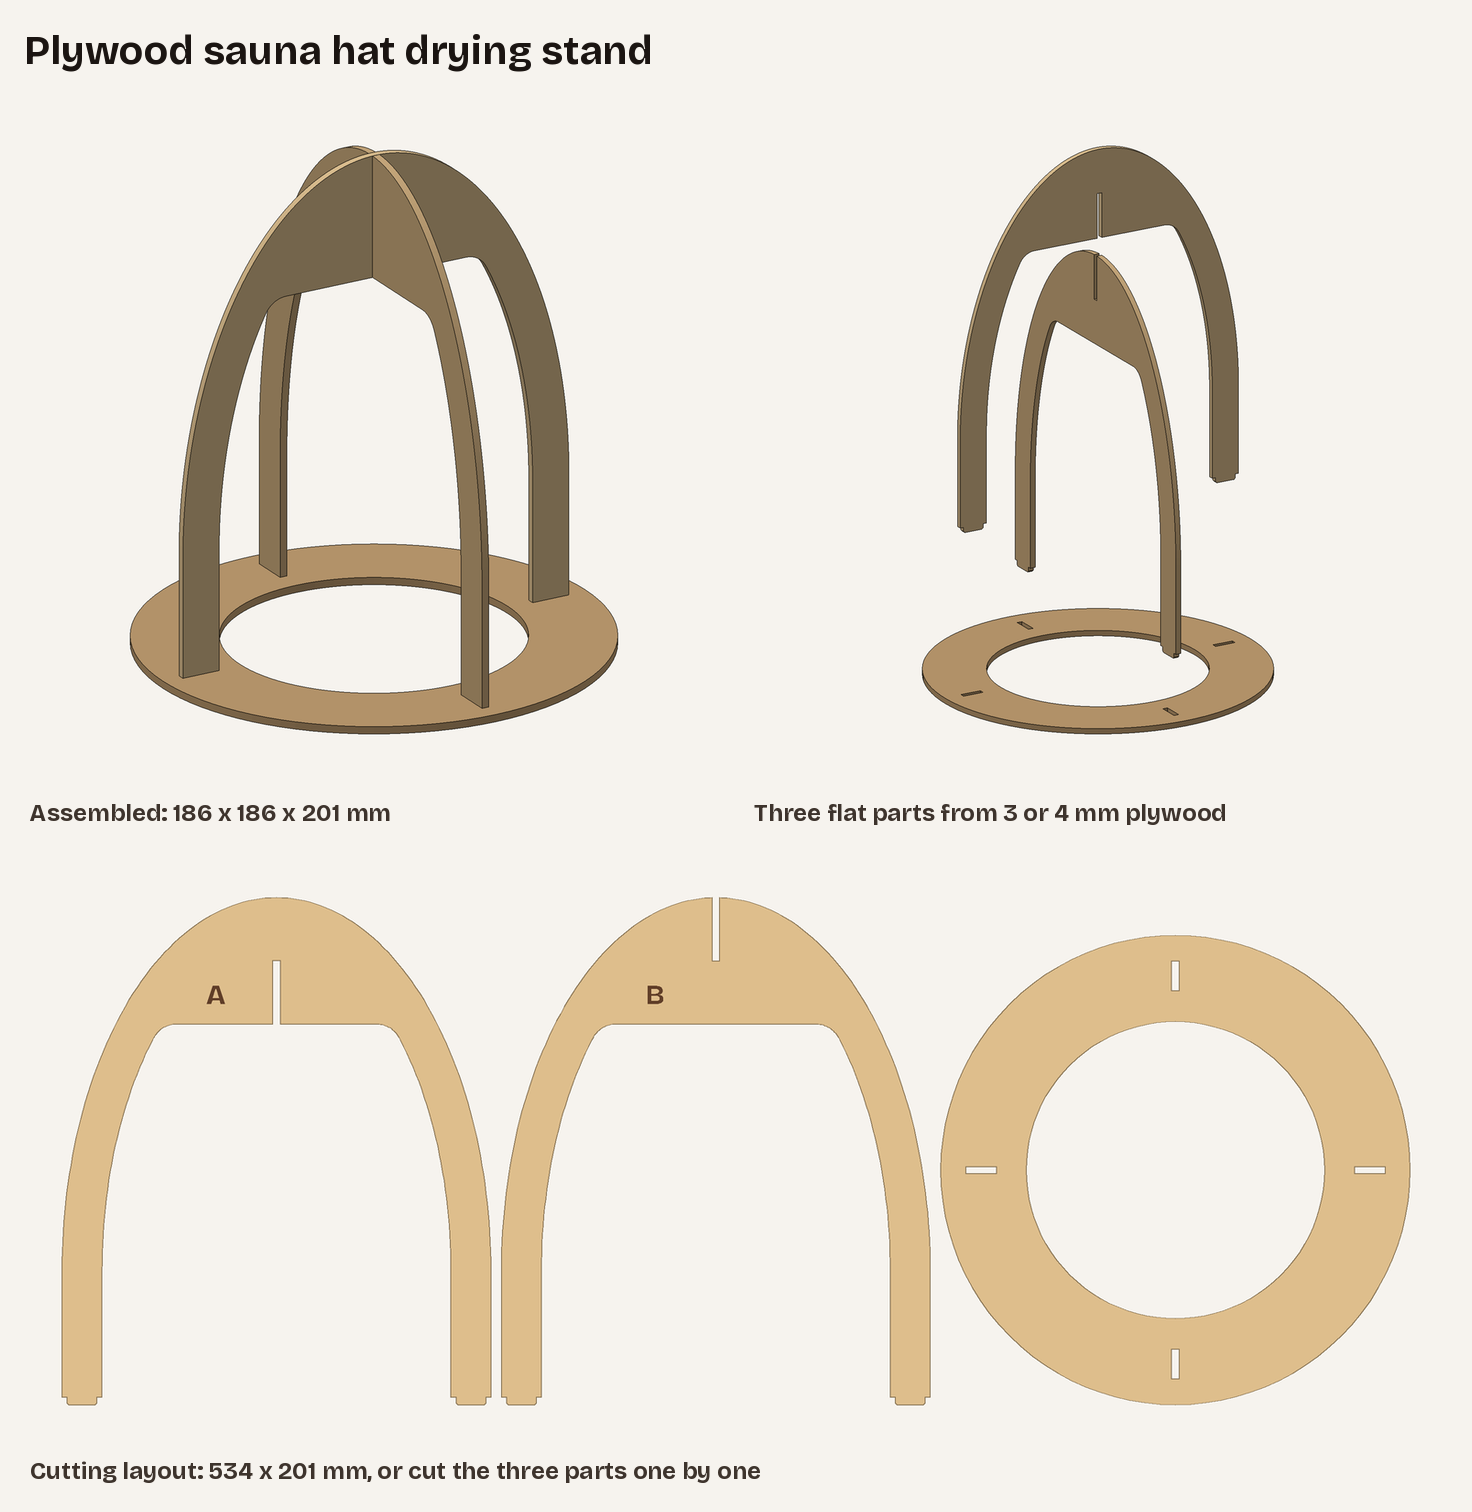 Plywood sauna hat drying stand
Assembled: 186 x 186 x 201 mm
Three flat parts from 3 or 4 mm plywood
A
B
Cutting layout: 534 x 201 mm, or cut the three parts one by one